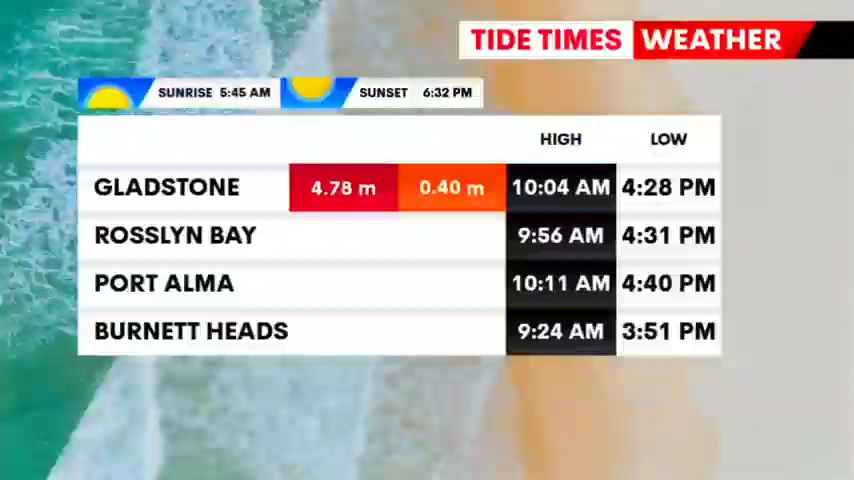 TIDE TIMES WEATHER
SUNRISE 5:45 AM SUNSET 6:32 PM
HIGH LOW
GLADSTONE 4.78 m 0.40 m 10:04 AM 4:28 PM
ROSSLYN BAY 9:56 AM 4:31 PM
PORT ALMA 10:11 AM 4:40 PM
BURNETT HEADS 9:24 AM 3:51 PM